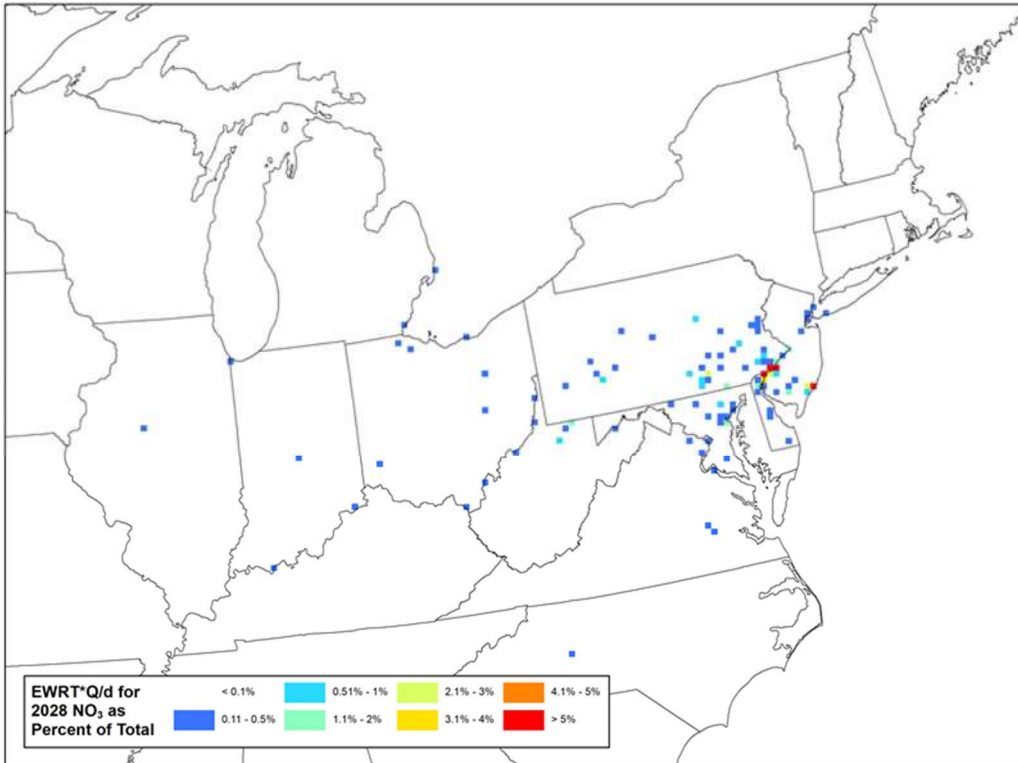 EWRT*Q/d for
2028 NO₃ as
Percent of Total
< 0.1%
0.51% - 1%
2.1% - 3%
4.1% - 5%
0.11 - 0.5%
1.1% - 2%
3.1% - 4%
> 5%